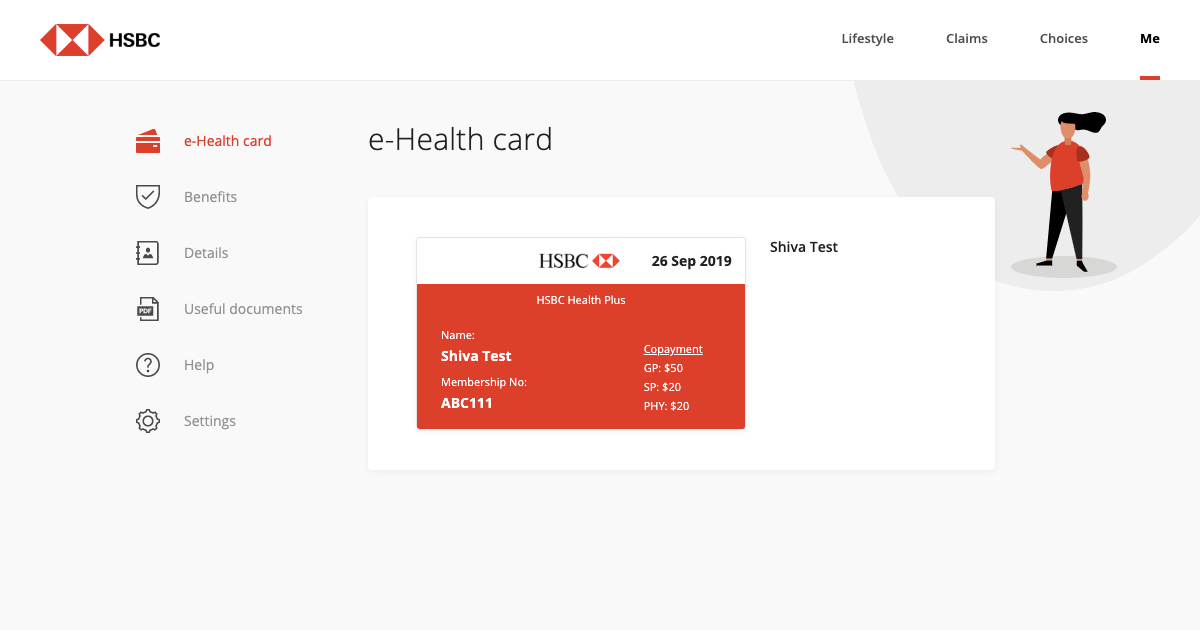 HSBC
Lifestyle
Claims
Choices
Me
e-Health card
Benefits
Details
PDF
Useful documents
?
Help
Settings
e-Health card
HSBC
26 Sep 2019
HSBC Health Plus
Name:
Shiva Test
Membership No:
ABC111
Copayment
GP: $50
SP: $20
PHY: $20
Shiva Test